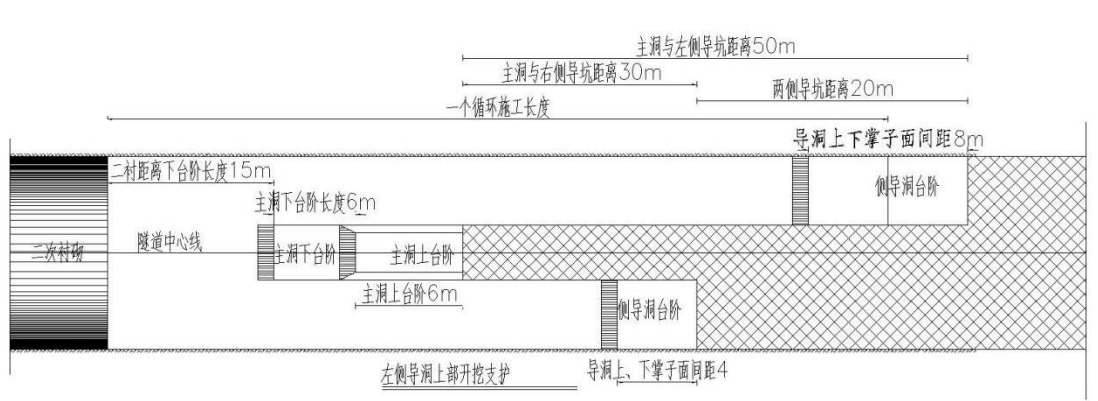 主洞与左侧导坑距离50m
主洞与右侧导坑距离30m
两侧导坑距离20m
一个循环施工长度
导洞上下掌子面间距8m
二衬距离下台阶长度15m
侧导洞台阶
主洞下台阶长度6m
隧道中心线
二次衬砌
主洞下台阶
主洞上台阶
主洞上台阶6m
侧导洞台阶
左侧导洞上部开挖支护
导洞上、下掌子面间距4